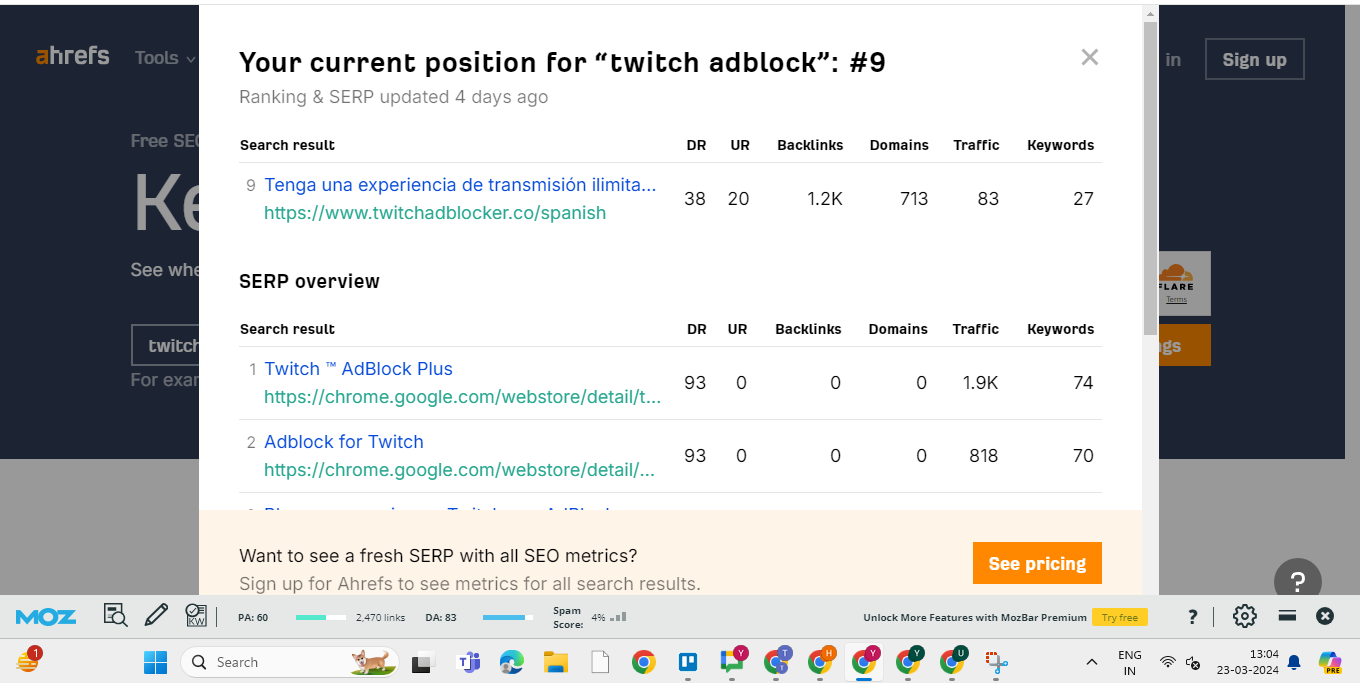 ahrefs Tools in Sign up
Your current position for “twitch adblock”: #9
Ranking & SERP updated 4 days ago
Free SEO
Ke
See whe
twitch
For exam
Search result DR UR Backlinks Domains Traffic Keywords
9 Tenga una experiencia de transmisión ilimita... 38 20 1.2K 713 83 27
https://www.twitchadblocker.co/spanish
SERP overview
Search result DR UR Backlinks Domains Traffic Keywords
1 Twitch ™ AdBlock Plus 93 0 0 0 1.9K 74
https://chrome.google.com/webstore/detail/t...
2 Adblock for Twitch 93 0 0 0 818 70
https://chrome.google.com/webstore/detail/...
FLARE
Terms
gs
Want to see a fresh SERP with all SEO metrics?
Sign up for Ahrefs to see metrics for all search results.
See pricing
?
MOZ KW PA: 60 2,470 links DA: 83 Spam Score: 4% Unlock More Features with MozBar Premium Try free ?
1 Search T Y T H Y Y U ENG IN 13:04 23-03-2024 PRE